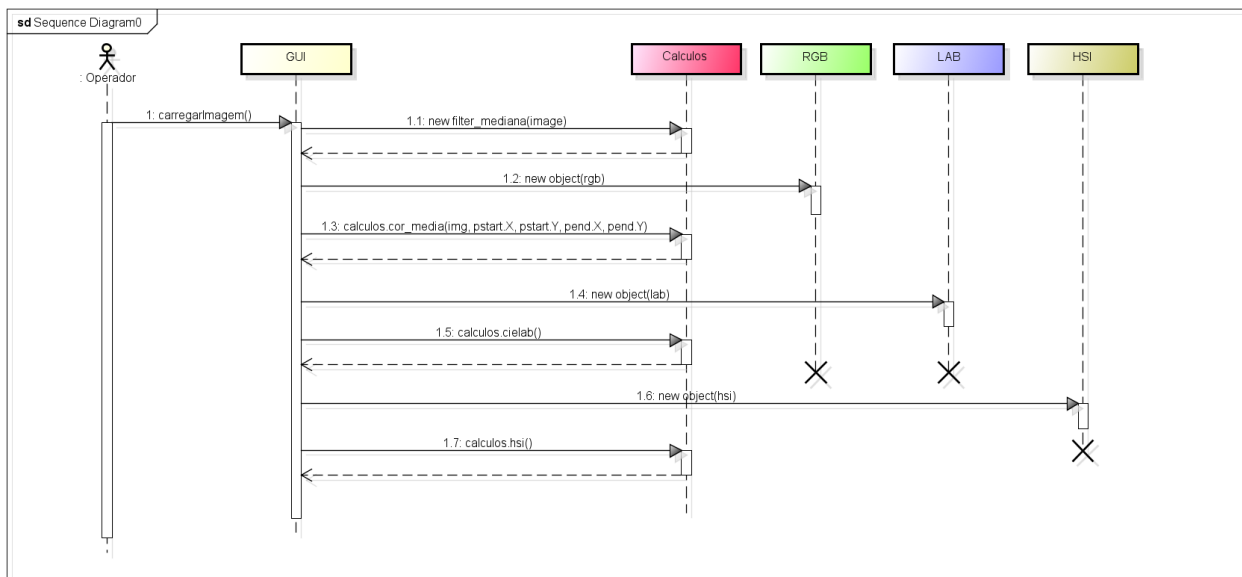 sd Sequence Diagram0
: Operador
GUI
Calculos
RGB
LAB
HSI
1: carregarImagem()
1.1: new filter_mediana(image)
1.2: new object(rgb)
1.3: calculos.cor_media(img, pstart.X, pstart.Y, pend.X, pend.Y)
1.4: new object(lab)
1.5: calculos.cielab()
1.6: new object(hsi)
1.7: calculos.hsi()